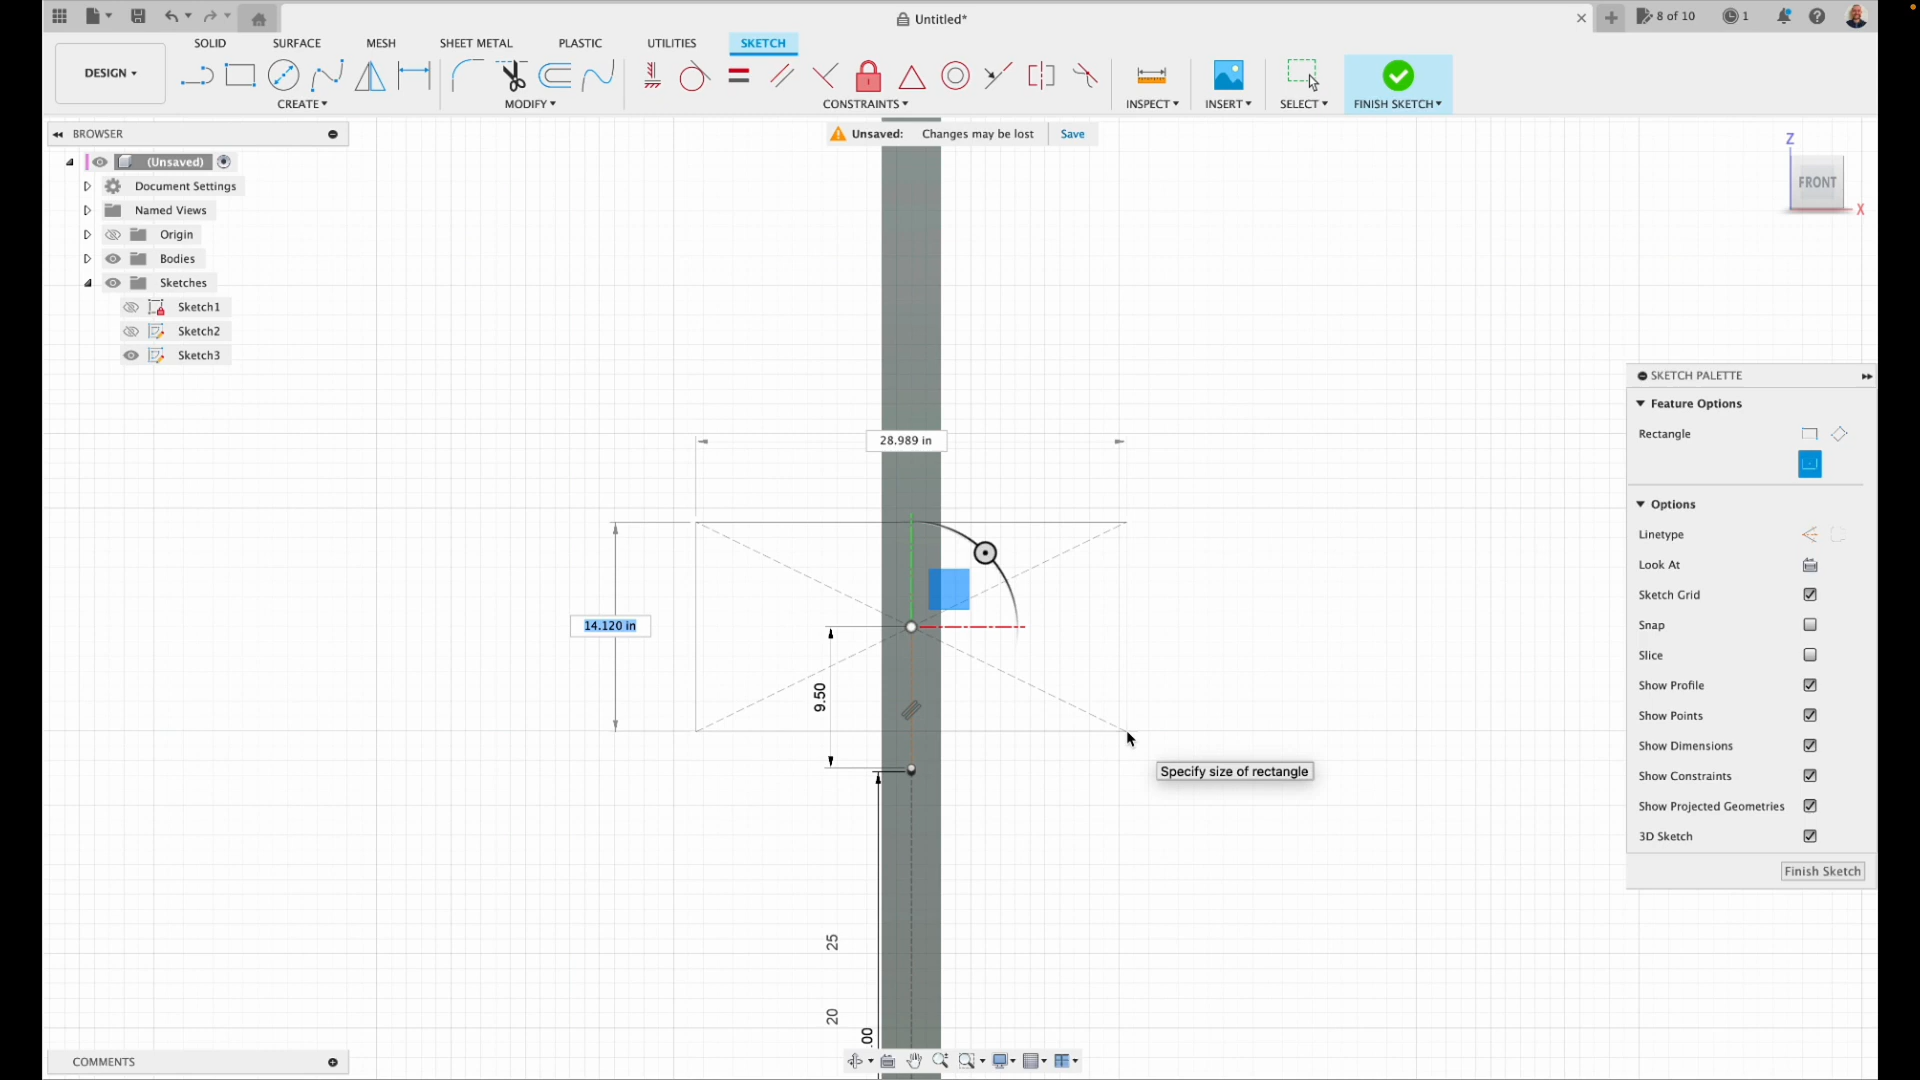 Untitled*
8 of 10
1
SOLID
SURFACE
MESH
SHEET METAL
PLASTIC
UTILITIES
SKETCH
DESIGN
CREATE
MODIFY
CONSTRAINTS
INSPECT
INSERT
SELECT
FINISH SKETCH
BROWSER
Unsaved: Changes may be lost Save
(Unsaved)
Document Settings
Named Views
Origin
Bodies
Sketches
Sketch1
Sketch2
Sketch3
Z
FRONT
X
28.989 in
14.120 in
9.50
Specify size of rectangle
25
20
.00
SKETCH PALETTE
Feature Options
Rectangle
Options
Linetype
Look At
Sketch Grid
Snap
Slice
Show Profile
Show Points
Show Dimensions
Show Constraints
Show Projected Geometries
3D Sketch
Finish Sketch
COMMENTS